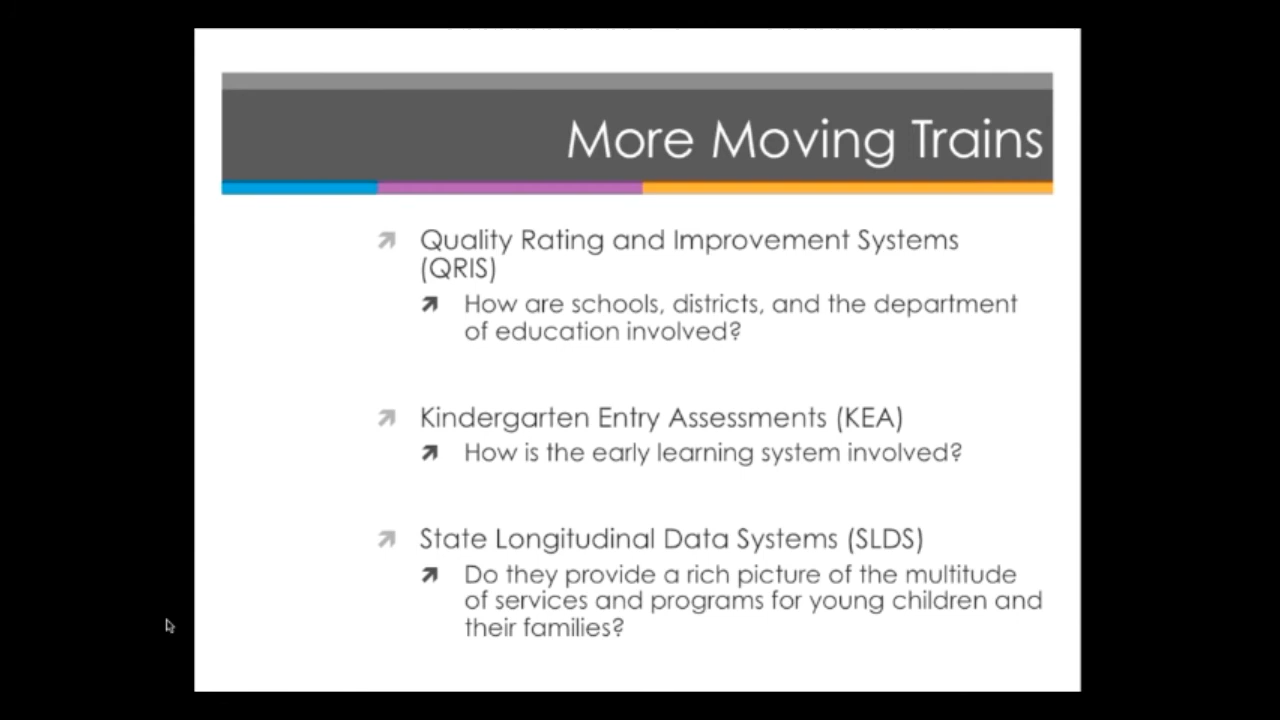 More Moving Trains
Quality Rating and Improvement Systems
(QRIS)
How are schools, districts, and the department
of education involved?
Kindergarten Entry Assessments (KEA)
How is the early learning system involved?
State Longitudinal Data Systems (SLDS)
Do they provide a rich picture of the multitude
of services and programs for young children and
their families?